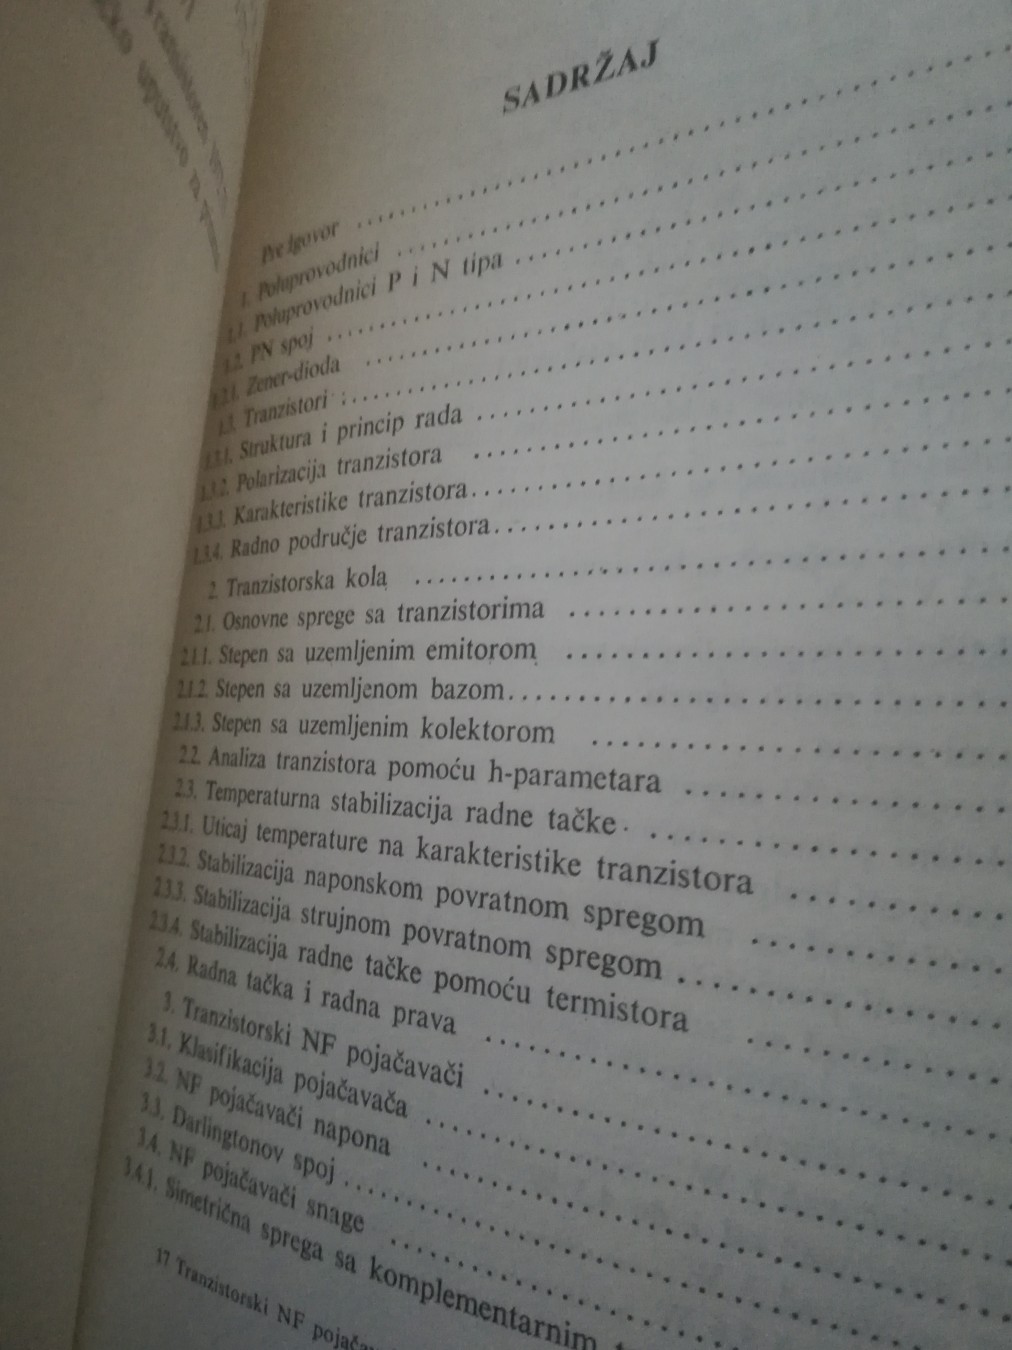 SADRŽAJ
Predgovor
1. Poluprovodnici
1.1. Poluprovodnici P i N tipa
1.2. PN spoj
1.2.1. Zener-dioda
1.3. Tranzistori
1.3.1. Struktura i princip rada
1.3.2. Polarizacija tranzistora
1.3.3. Karakteristike tranzistora
1.3.4. Radno područje tranzistora
2. Tranzistorska kola
2.1. Osnovne sprege sa tranzistorima
2.1.1. Stepen sa uzemljenim emitorom
2.1.2. Stepen sa uzemljenom bazom
2.1.3. Stepen sa uzemljenim kolektorom
2.2. Analiza tranzistora pomoću h-parametara
2.3. Temperaturna stabilizacija radne tačke
2.3.1. Uticaj temperature na karakteristike tranzistora
2.3.2. Stabilizacija naponskom povratnom spregom
2.3.3. Stabilizacija strujnom povratnom spregom
2.3.4. Stabilizacija radne tačke pomoću termistora
2.4. Radna tačka i radna prava
3. Tranzistorski NF pojačavači
3.1. Klasifikacija pojačavača
3.2. NF pojačavači napona
3.3. Darlingtonov spoj
3.4. NF pojačavači snage
3.4.1. Simetrična sprega sa komplementarnim
17 Tranzistorski NF